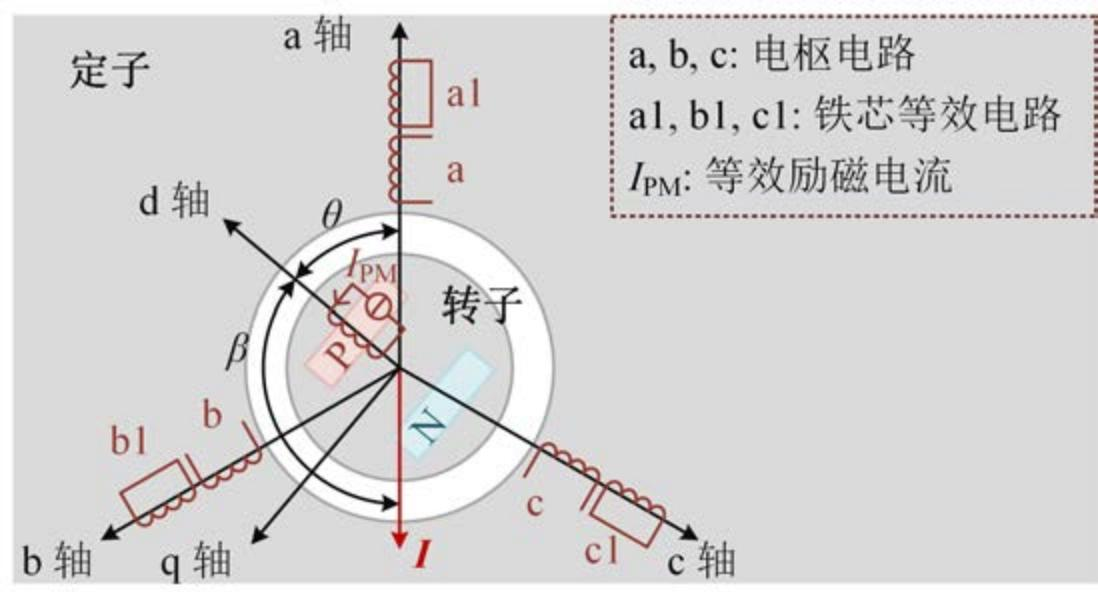 a 轴
定子
a, b, c: 电枢电路
a1, b1, c1: 铁芯等效电路
I_PM: 等效励磁电流
a1
a
d 轴
θ
I_PM
转子
β
P
N
b
b1
c
c1
b 轴
q 轴
I
c 轴